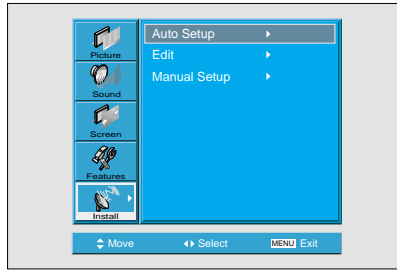 Picture
Sound
Screen
Features
Install
Auto Setup
Edit
Manual Setup
Move Select MENU Exit